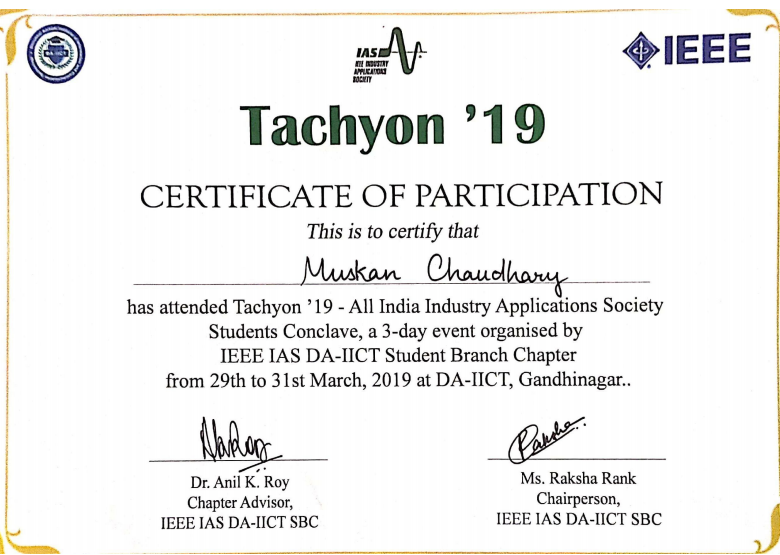 DA-IICT
IAS
IEEE INDUSTRY
APPLICATIONS
SOCIETY
IEEE
Tachyon ’19
CERTIFICATE OF PARTICIPATION
This is to certify that
Muskan Chaudhary
has attended Tachyon ’19 - All India Industry Applications Society
Students Conclave, a 3-day event organised by
IEEE IAS DA-IICT Student Branch Chapter
from 29th to 31st March, 2019 at DA-IICT, Gandhinagar..
Raksha
Dr. Anil K. Roy
Chapter Advisor,
IEEE IAS DA-IICT SBC
Ms. Raksha Rank
Chairperson,
IEEE IAS DA-IICT SBC